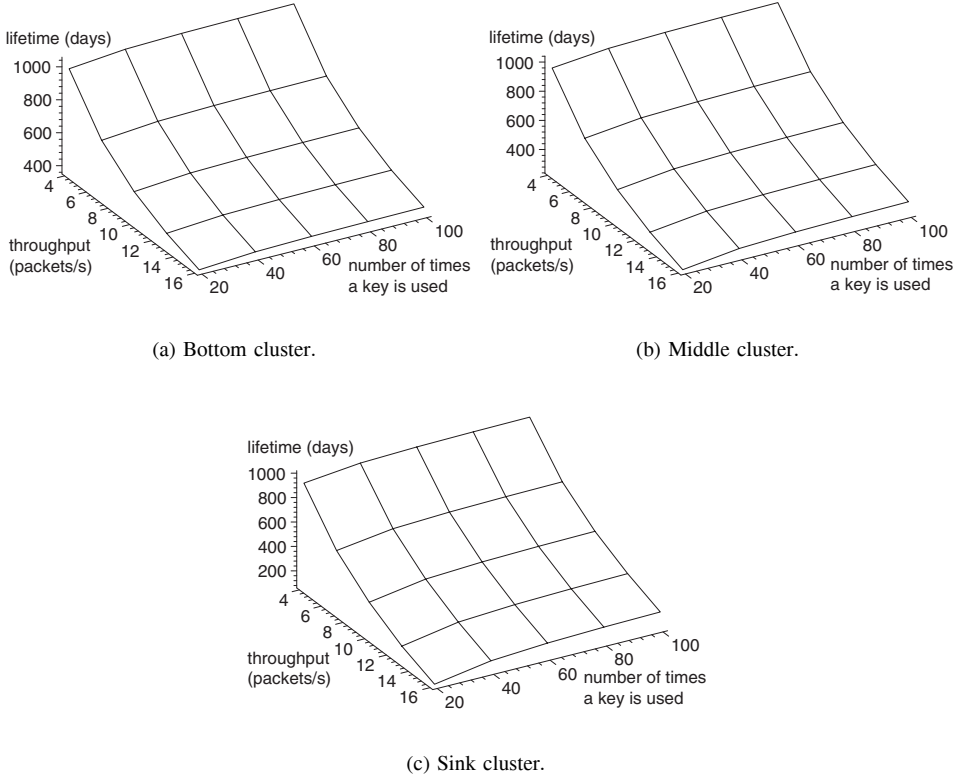 lifetime (days)
1000
800
600
400
4
6
8
10
12
14
16
throughput
(packets/s)
20
40
60
80
100
number of times
a key is used
(a) Bottom cluster.
lifetime (days)
1000
800
600
400
4
6
8
10
12
14
16
throughput
(packets/s)
20
40
60
80
100
number of times
a key is used
(b) Middle cluster.
lifetime (days)
1000
800
600
400
200
4
6
8
10
12
14
16
throughput
(packets/s)
20
40
60
80
100
number of times
a key is used
(c) Sink cluster.